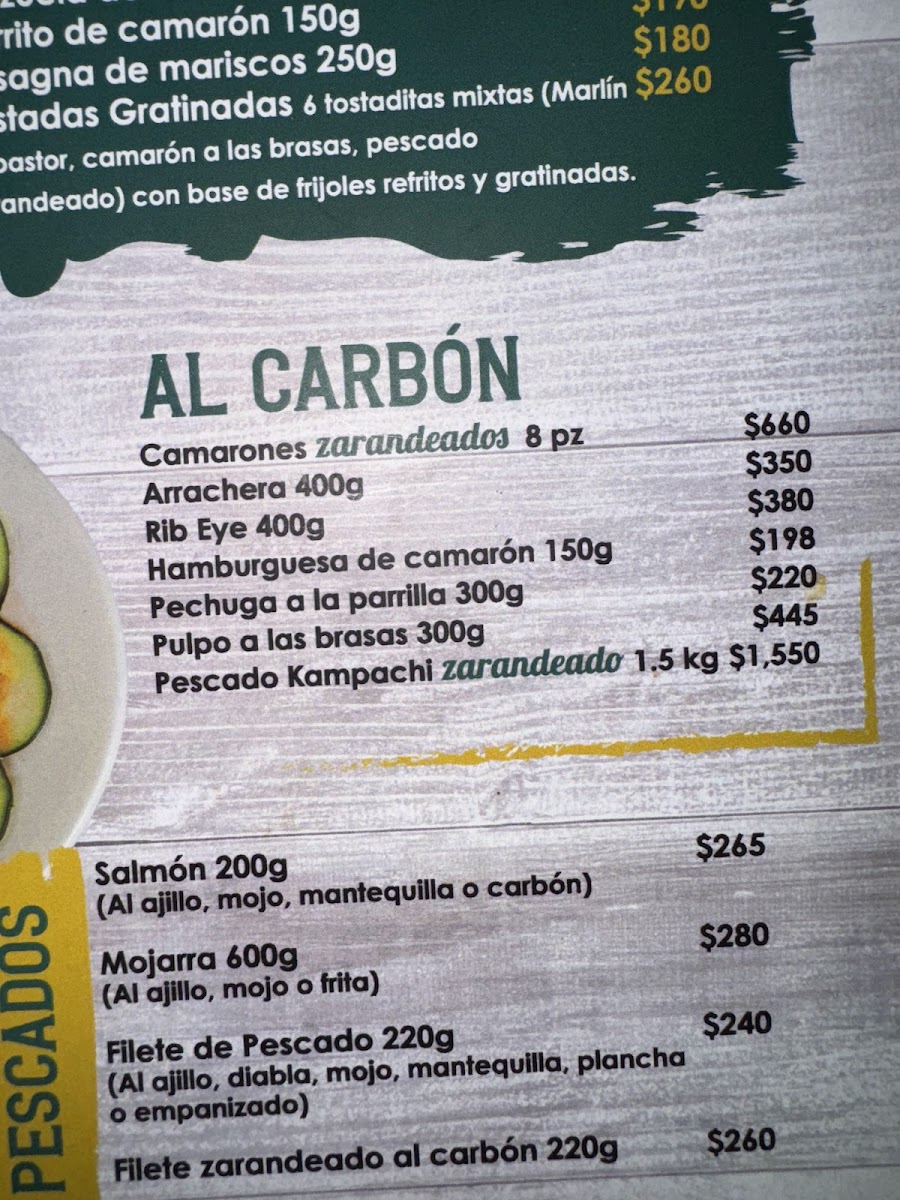 de camarón 150g
de mariscos 250g $180
Gratinadas 6 tostaditas mixtas (Marlín $260
pastor, camarón a las brasas, pescado
con base de frijoles refritos y gratinadas.
AL CARBÓN
Camarones zarandeados 8 pz $660
Arrachera 400g $350
Rib Eye 400g $380
Hamburguesa de camarón 150g $198
Pechuga a la parrilla 300g $220
Pulpo a las brasas 300g $445
Pescado Kampachi zarandeado 1.5 kg $1,550
PESCADOS
Salmón 200g $265
(Al ajillo, mojo, mantequilla o carbón)
Mojarra 600g $280
(Al ajillo, mojo o frita)
Filete de Pescado 220g $240
(Al ajillo, diabla, mojo, mantequilla, plancha
o empanizado)
Filete zarandeado al carbón 220g $260